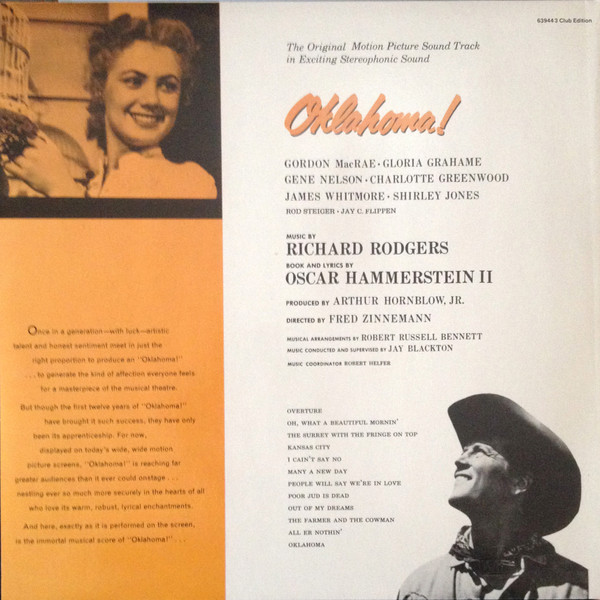 63944·3 Club Edition
The Original Motion Picture Sound Track
in Exciting Stereophonic Sound
Oklahoma!
GORDON MacRAE • GLORIA GRAHAME
GENE NELSON • CHARLOTTE GREENWOOD
JAMES WHITMORE • SHIRLEY JONES
ROD STEIGER • JAY C. FLIPPEN
MUSIC BY
RICHARD RODGERS
BOOK AND LYRICS BY
OSCAR HAMMERSTEIN II
PRODUCED BY ARTHUR HORNBLOW, JR.
DIRECTED BY FRED ZINNEMANN
MUSICAL ARRANGEMENTS BY ROBERT RUSSELL BENNETT
MUSIC CONDUCTED AND SUPERVISED BY JAY BLACKTON
MUSIC COORDINATOR ROBERT HELFER
Once in a generation—with luck—artistic
talent and honest sentiment meet in just the
right proportion to produce an "Oklahoma!"
. . . to generate the kind of affection everyone feels
for a masterpiece of the musical theatre.
But though the first twelve years of "Oklahoma!"
have brought it such success, they have only
been its apprenticeship. For now,
displayed on today's wide, wide motion
picture screens, "Oklahoma!" is reaching far
greater audiences than it ever could onstage . . .
nestling ever so much more securely in the hearts of all
who love its warm, robust, lyrical enchantments.
And here, exactly as it is performed on the screen,
is the immortal musical score of "Oklahoma!" . . .
OVERTURE
OH, WHAT A BEAUTIFUL MORNIN'
THE SURREY WITH THE FRINGE ON TOP
KANSAS CITY
I CAIN'T SAY NO
MANY A NEW DAY
PEOPLE WILL SAY WE'RE IN LOVE
POOR JUD IS DEAD
OUT OF MY DREAMS
THE FARMER AND THE COWMAN
ALL ER NOTHIN'
OKLAHOMA